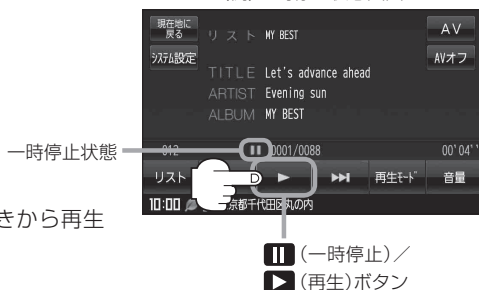 現在地に
戻る
リスト MY BEST
AV
システム設定
AVオフ
TITLE Let's advance ahead
ARTIST Evening sun
ALBUM MY BEST
一時停止状態
012 0001/0088 00'04''
リスト
再生モード
音量
10:00 京都千代田区丸の内
きから再生
(一時停止)／
(再生)ボタン